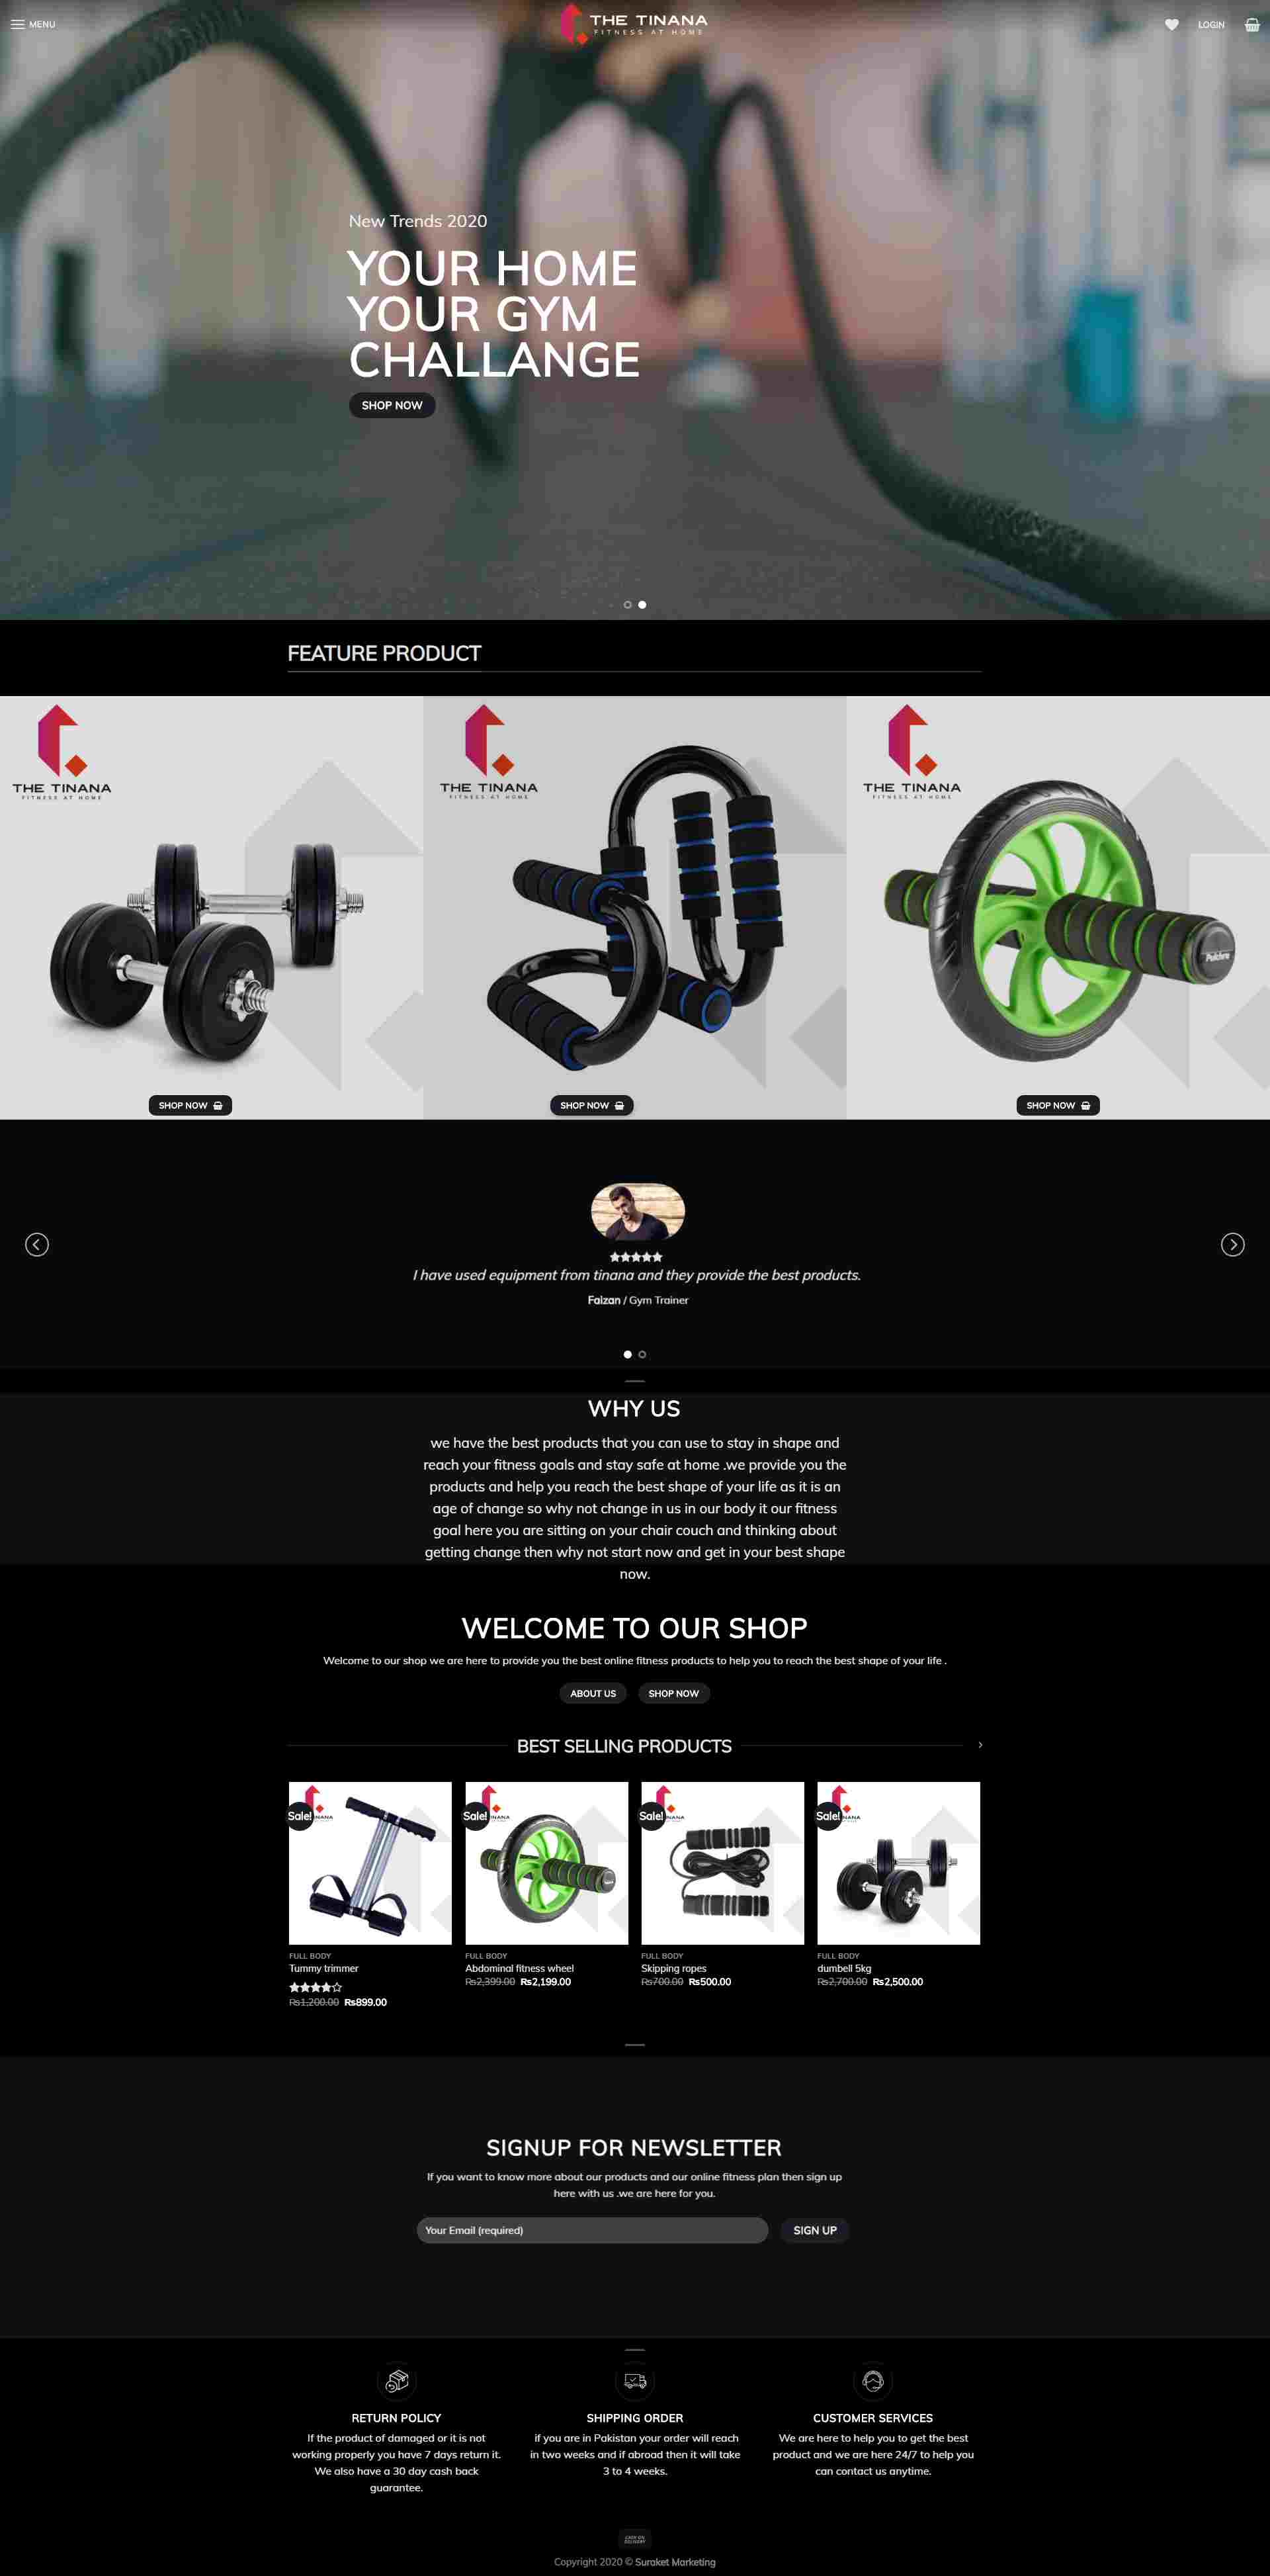 MENU
THE TINANA
FITNESS AT HOME
LOGIN
New Trends 2020
YOUR HOME
YOUR GYM
CHALLANGE
SHOP NOW
FEATURE PRODUCT
THE TINANA
FITNESS AT HOME
THE TINANA
FITNESS AT HOME
THE TINANA
FITNESS AT HOME
SHOP NOW
SHOP NOW
SHOP NOW
I have used equipment from tinana and they provide the best products.
Faizan / Gym Trainer
WHY US
we have the best products that you can use to stay in shape and
reach your fitness goals and stay safe at home .we provide you the
products and help you reach the best shape of your life as it is an
age of change so why not change in us in our body it our fitness
goal here you are sitting on your chair couch and thinking about
getting change then why not start now and get in your best shape
now.
WELCOME TO OUR SHOP
Welcome to our shop we are here to provide you the best online fitness products to help you to reach the best shape of your life .
ABOUT US
SHOP NOW
BEST SELLING PRODUCTS
Sale!
Sale!
Sale!
Sale!
FULL BODY
Tummy trimmer
₨1,200.00 ₨899.00
FULL BODY
Abdominal fitness wheel
₨2,399.00 ₨2,199.00
FULL BODY
Skipping ropes
₨700.00 ₨500.00
FULL BODY
dumbell 5kg
₨2,700.00 ₨2,500.00
SIGNUP FOR NEWSLETTER
If you want to know more about our products and our online fitness plan then sign up
here with us .we are here for you.
Your Email (required)
SIGN UP
RETURN POLICY
If the product of damaged or it is not
working properly you have 7 days return it.
We also have a 30 day cash back
guarantee.
SHIPPING ORDER
if you are in Pakistan your order will reach
in two weeks and if abroad then it will take
3 to 4 weeks.
CUSTOMER SERVICES
We are here to help you to get the best
product and we are here 24/7 to help you
can contact us anytime.
CASH ON
DELIVERY
Copyright 2020 © Suraket Marketing